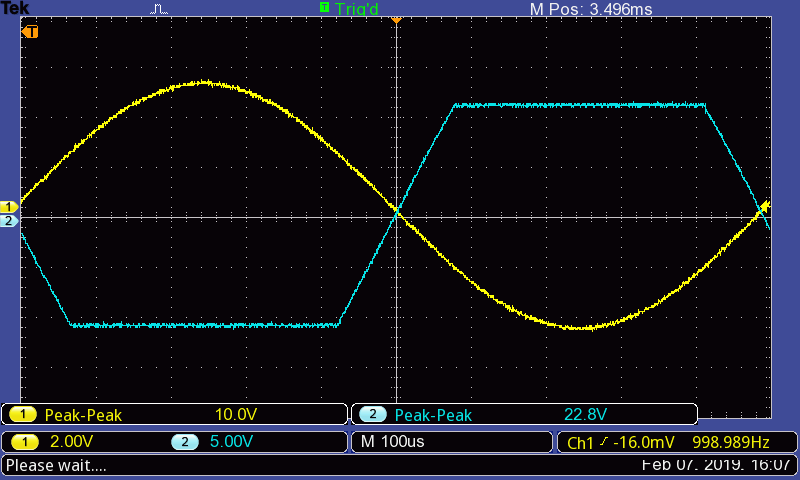 Tek T Trig'd M Pos: 3.496ms
T
1
2
1 Peak-Peak 10.0V 2 Peak-Peak 22.8V
1 2.00V 2 5.00V M 100us Ch1 -16.0mV 998.989Hz
Please wait.... Feb 07, 2019, 16:07